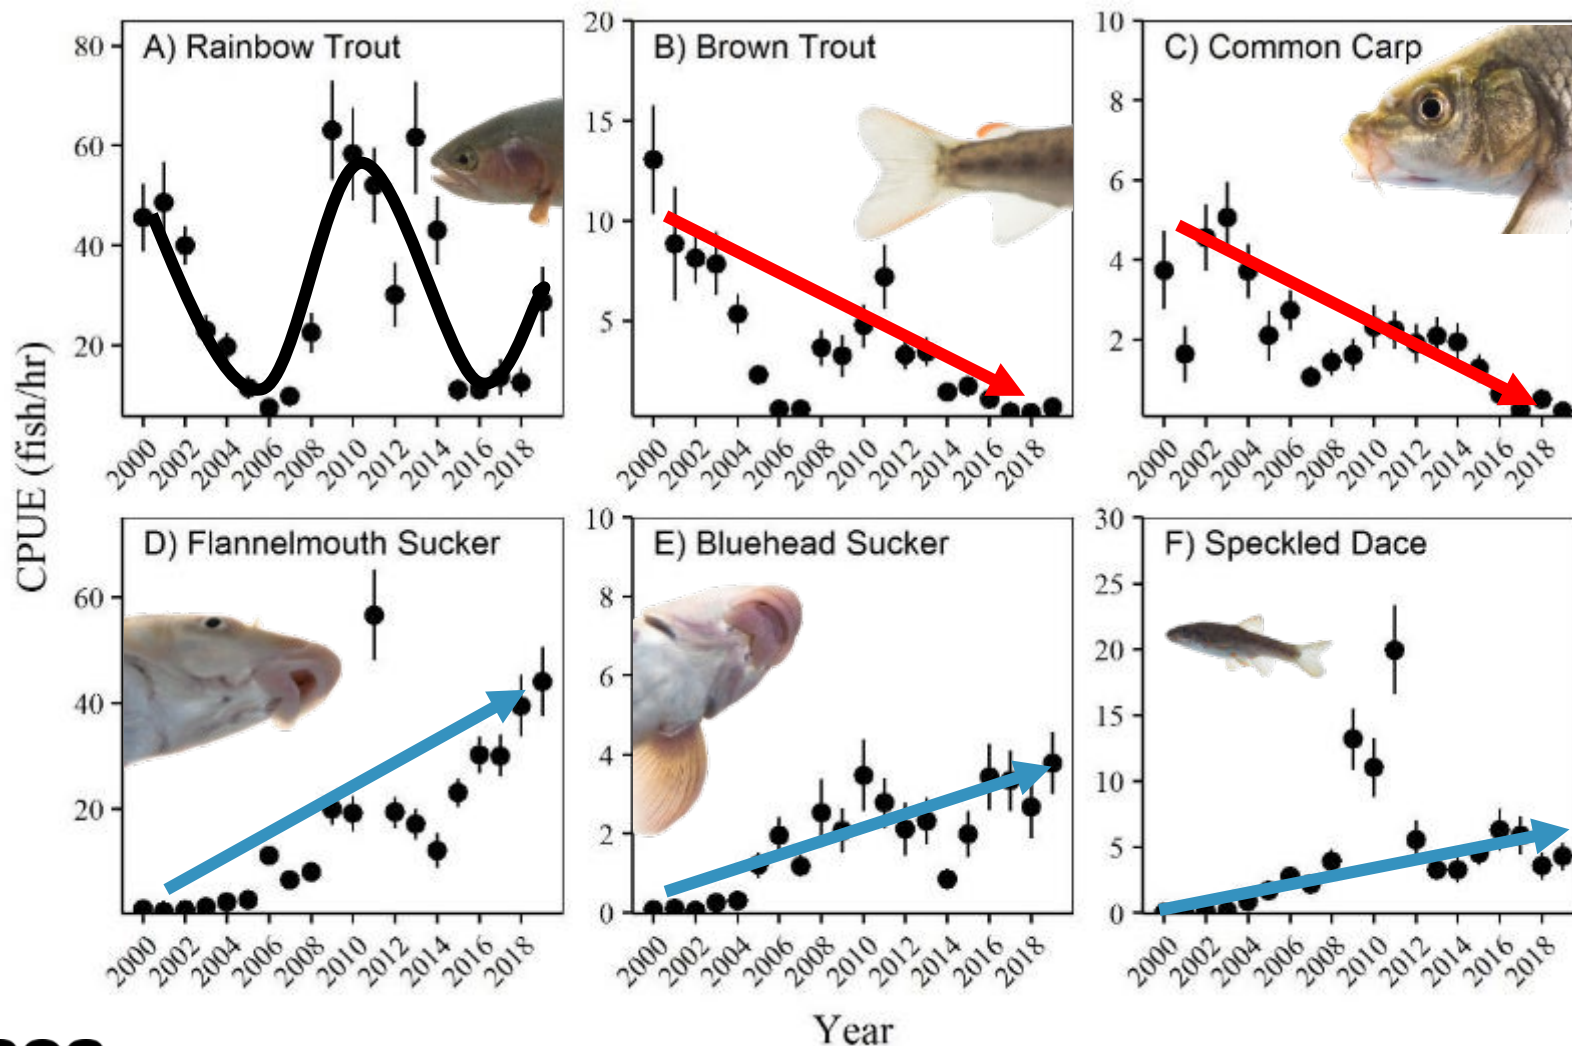 A) Rainbow Trout
80
60
40
20
2000 2002 2004 2006 2008 2010 2012 2014 2016 2018
B) Brown Trout
20
15
10
5
2000 2002 2004 2006 2008 2010 2012 2014 2016 2018
C) Common Carp
10
8
6
4
2
2000 2002 2004 2006 2008 2010 2012 2014 2016 2018
CPUE (fish/hr)
D) Flannelmouth Sucker
60
40
20
2000 2002 2004 2006 2008 2010 2012 2014 2016 2018
E) Bluehead Sucker
10
8
6
4
2
0
2000 2002 2004 2006 2008 2010 2012 2014 2016 2018
F) Speckled Dace
30
25
20
15
10
5
0
2000 2002 2004 2006 2008 2010 2012 2014 2016 2018
Year